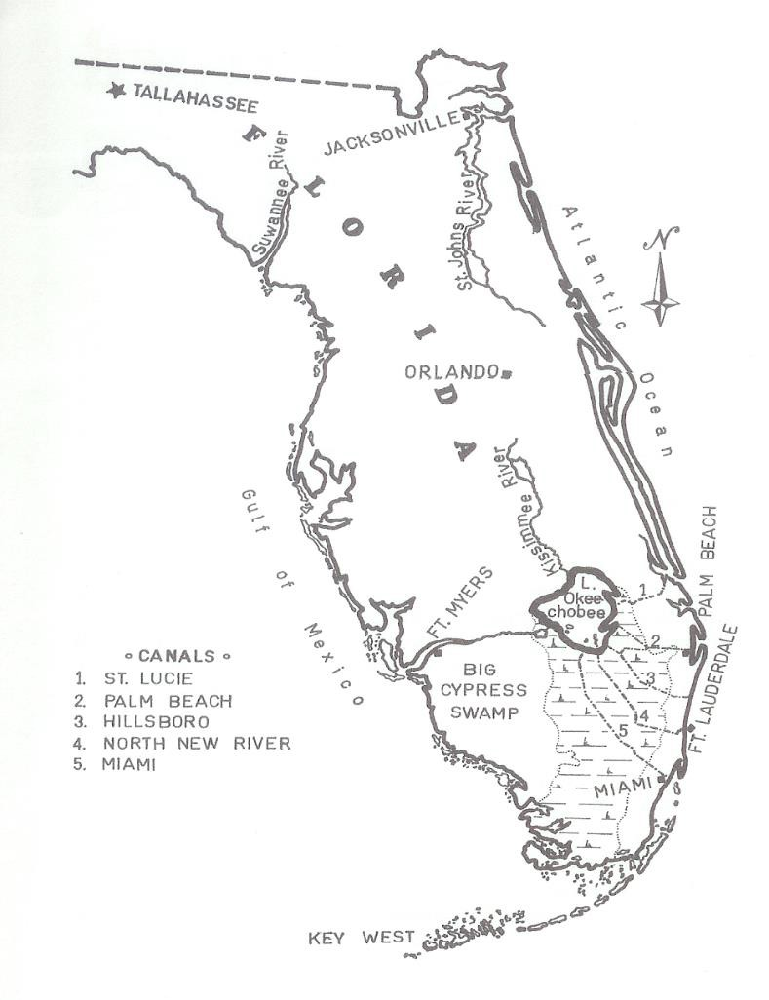 TALLAHASSEE
JACKSONVILLE
FLORIDA
Suwannee River
St. Johns River
Atlantic Ocean
N
ORLANDO
Kissimmee River
Gulf of Mexico
L.
Okee
chobee
PALM BEACH
FT. MYERS
FT. LAUDERDALE
BIG
CYPRESS
SWAMP
1
2
3
4
5
MIAMI
CANALS
1. ST. LUCIE
2. PALM BEACH
3. HILLSBORO
4. NORTH NEW RIVER
5. MIAMI
KEY WEST